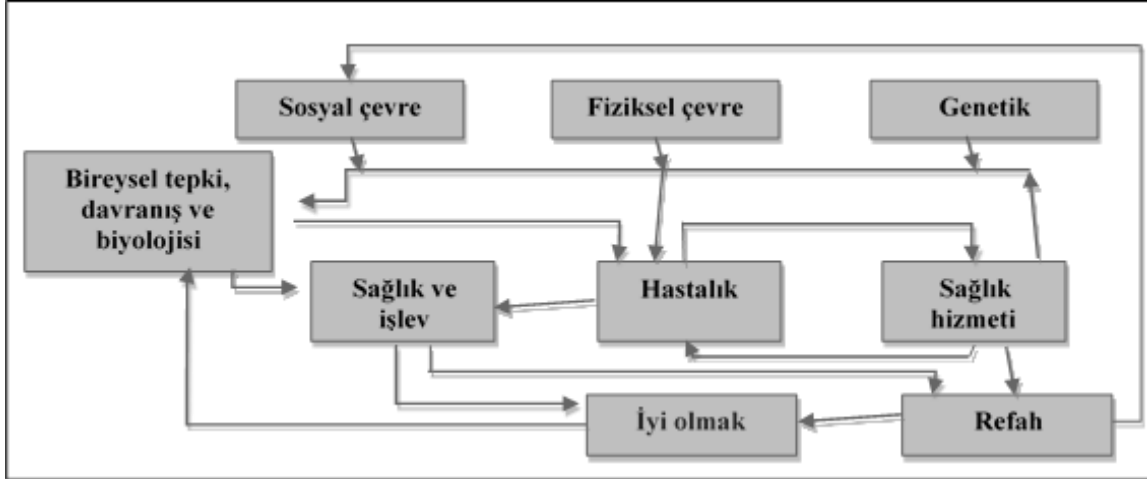 Sosyal çevre
Fiziksel çevre
Genetik
Bireysel tepki,
davranış ve
biyolojisi
Sağlık ve
işlev
Hastalık
Sağlık
hizmeti
İyi olmak
Refah